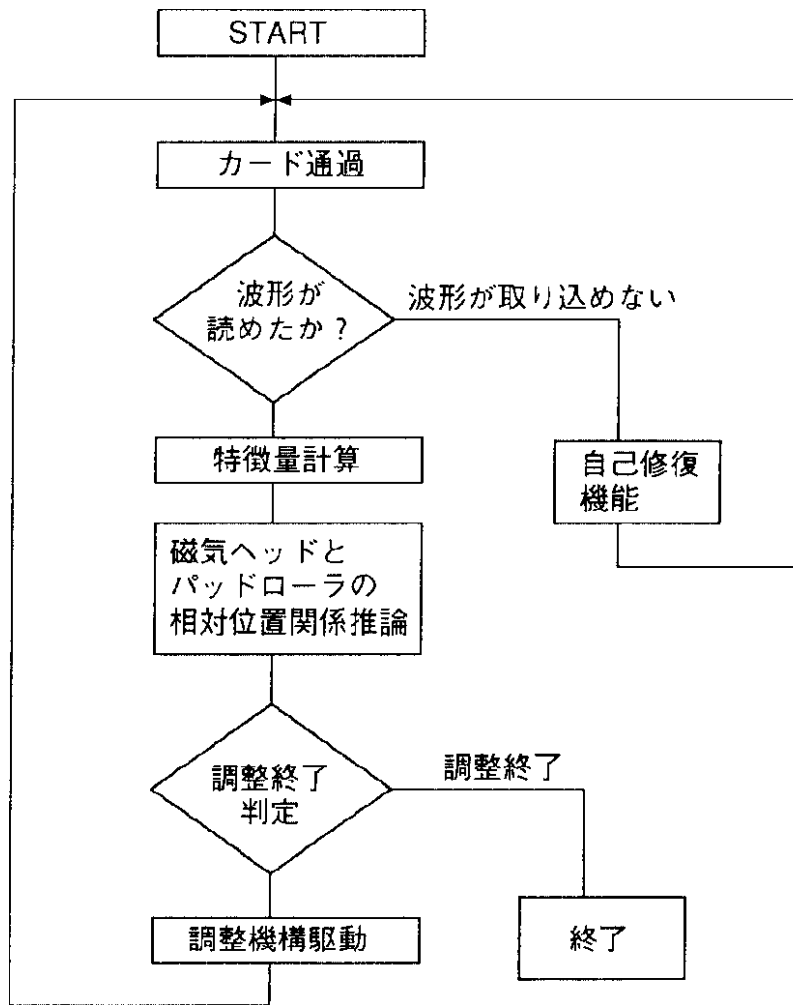 START
カード通過
波形が
読めたか？
波形が取り込めない
特徴量計算
自己修復
機能
磁気ヘッドと
パッドローラの
相対位置関係推論
調整終了
判定
調整終了
調整機構駆動
終了